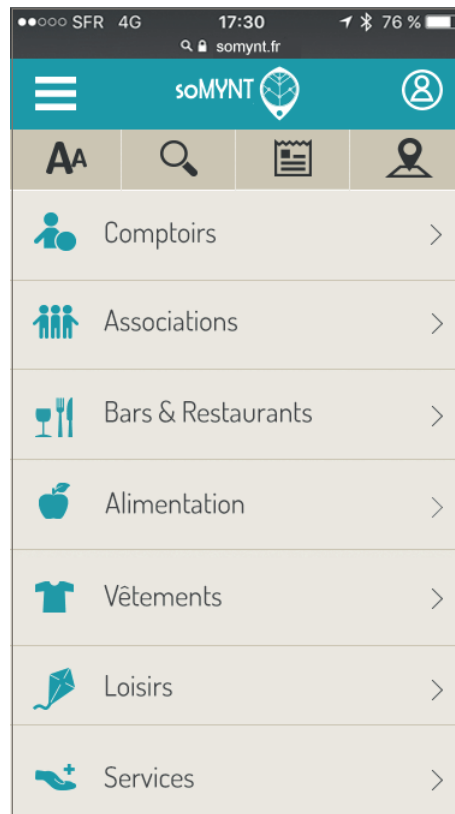 SFR 4G 17:30 76 %
somynt.fr
soMYNT
AA
Comptoirs
Associations
Bars & Restaurants
Alimentation
Vêtements
Loisirs
Services